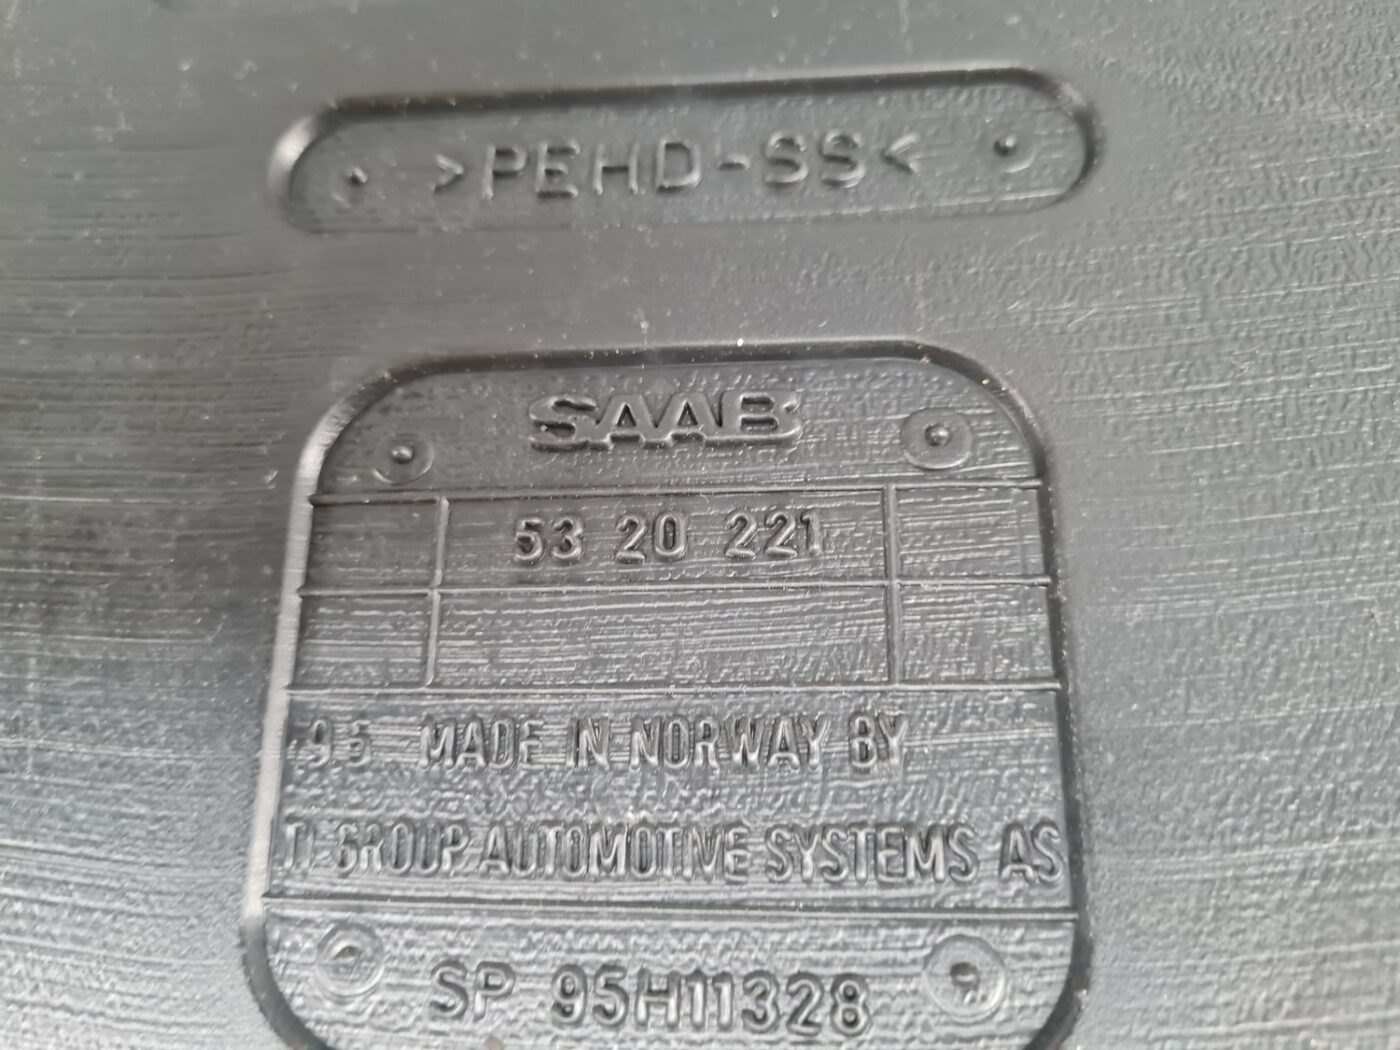 >PEHD-SS<
SAAB
53 20 221
95 MADE IN NORWAY BY
TI GROUP AUTOMOTIVE SYSTEMS AS
SP 95H11328